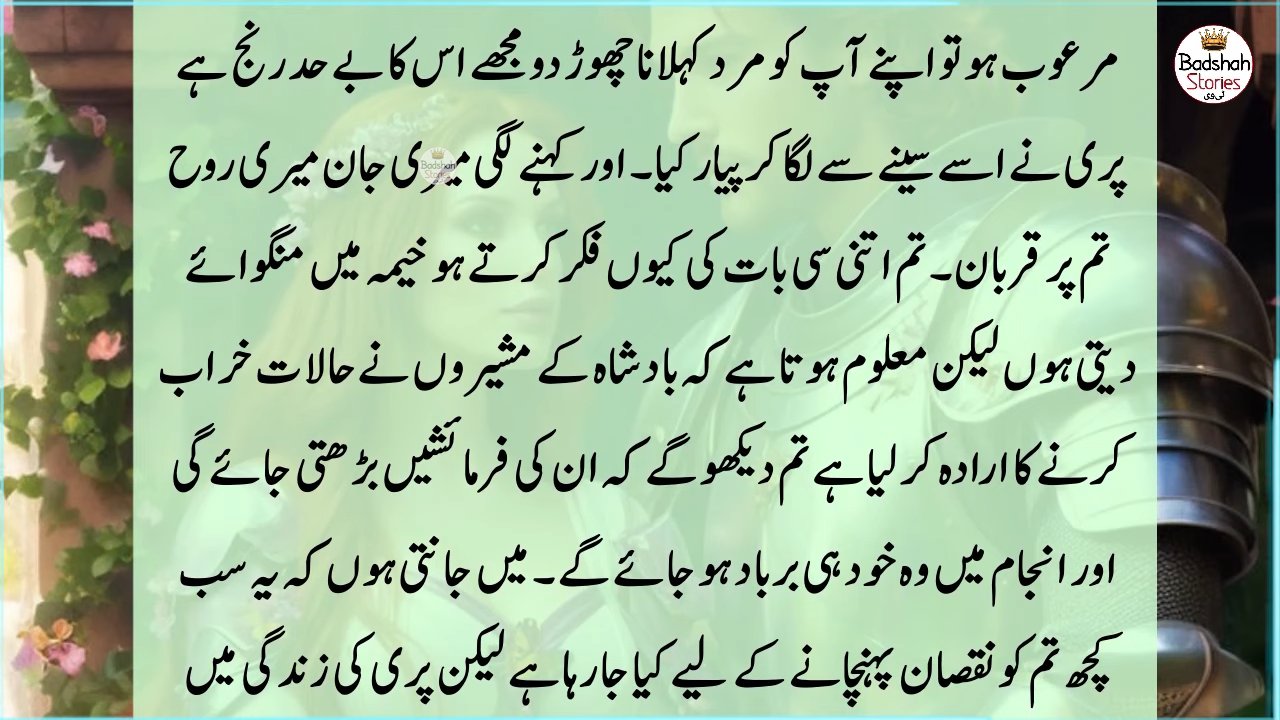 مرعوب ہو تو اپنے آپ کو مرد کہلانا چھوڑ دو مجھے اس کا بے حد رنج ہے
پری نے اسے سینے سے لگا کر پیار کیا۔ اور کہنے لگی میری جان میری روح
تم پر قربان۔ تم اتنی سی بات کی کیوں فکر کرتے ہو خیمہ میں منگوائے
دیتی ہوں لیکن معلوم ہوتا ہے کہ بادشاہ کے مشیروں نے حالات خراب
کرنے کا ارادہ کر لیا ہے تم دیکھو گے کہ ان کی فرمائشیں بڑھتی جائے گی
اور انجام میں وہ خود ہی برباد ہو جائے گے۔ میں جانتی ہوں کہ یہ سب
کچھ تم کو نقصان پہنچانے کے لیے کیا جا رہا ہے لیکن پری کی زندگی میں
Badshah
Stories
ٹی وی
Badshah
Stories